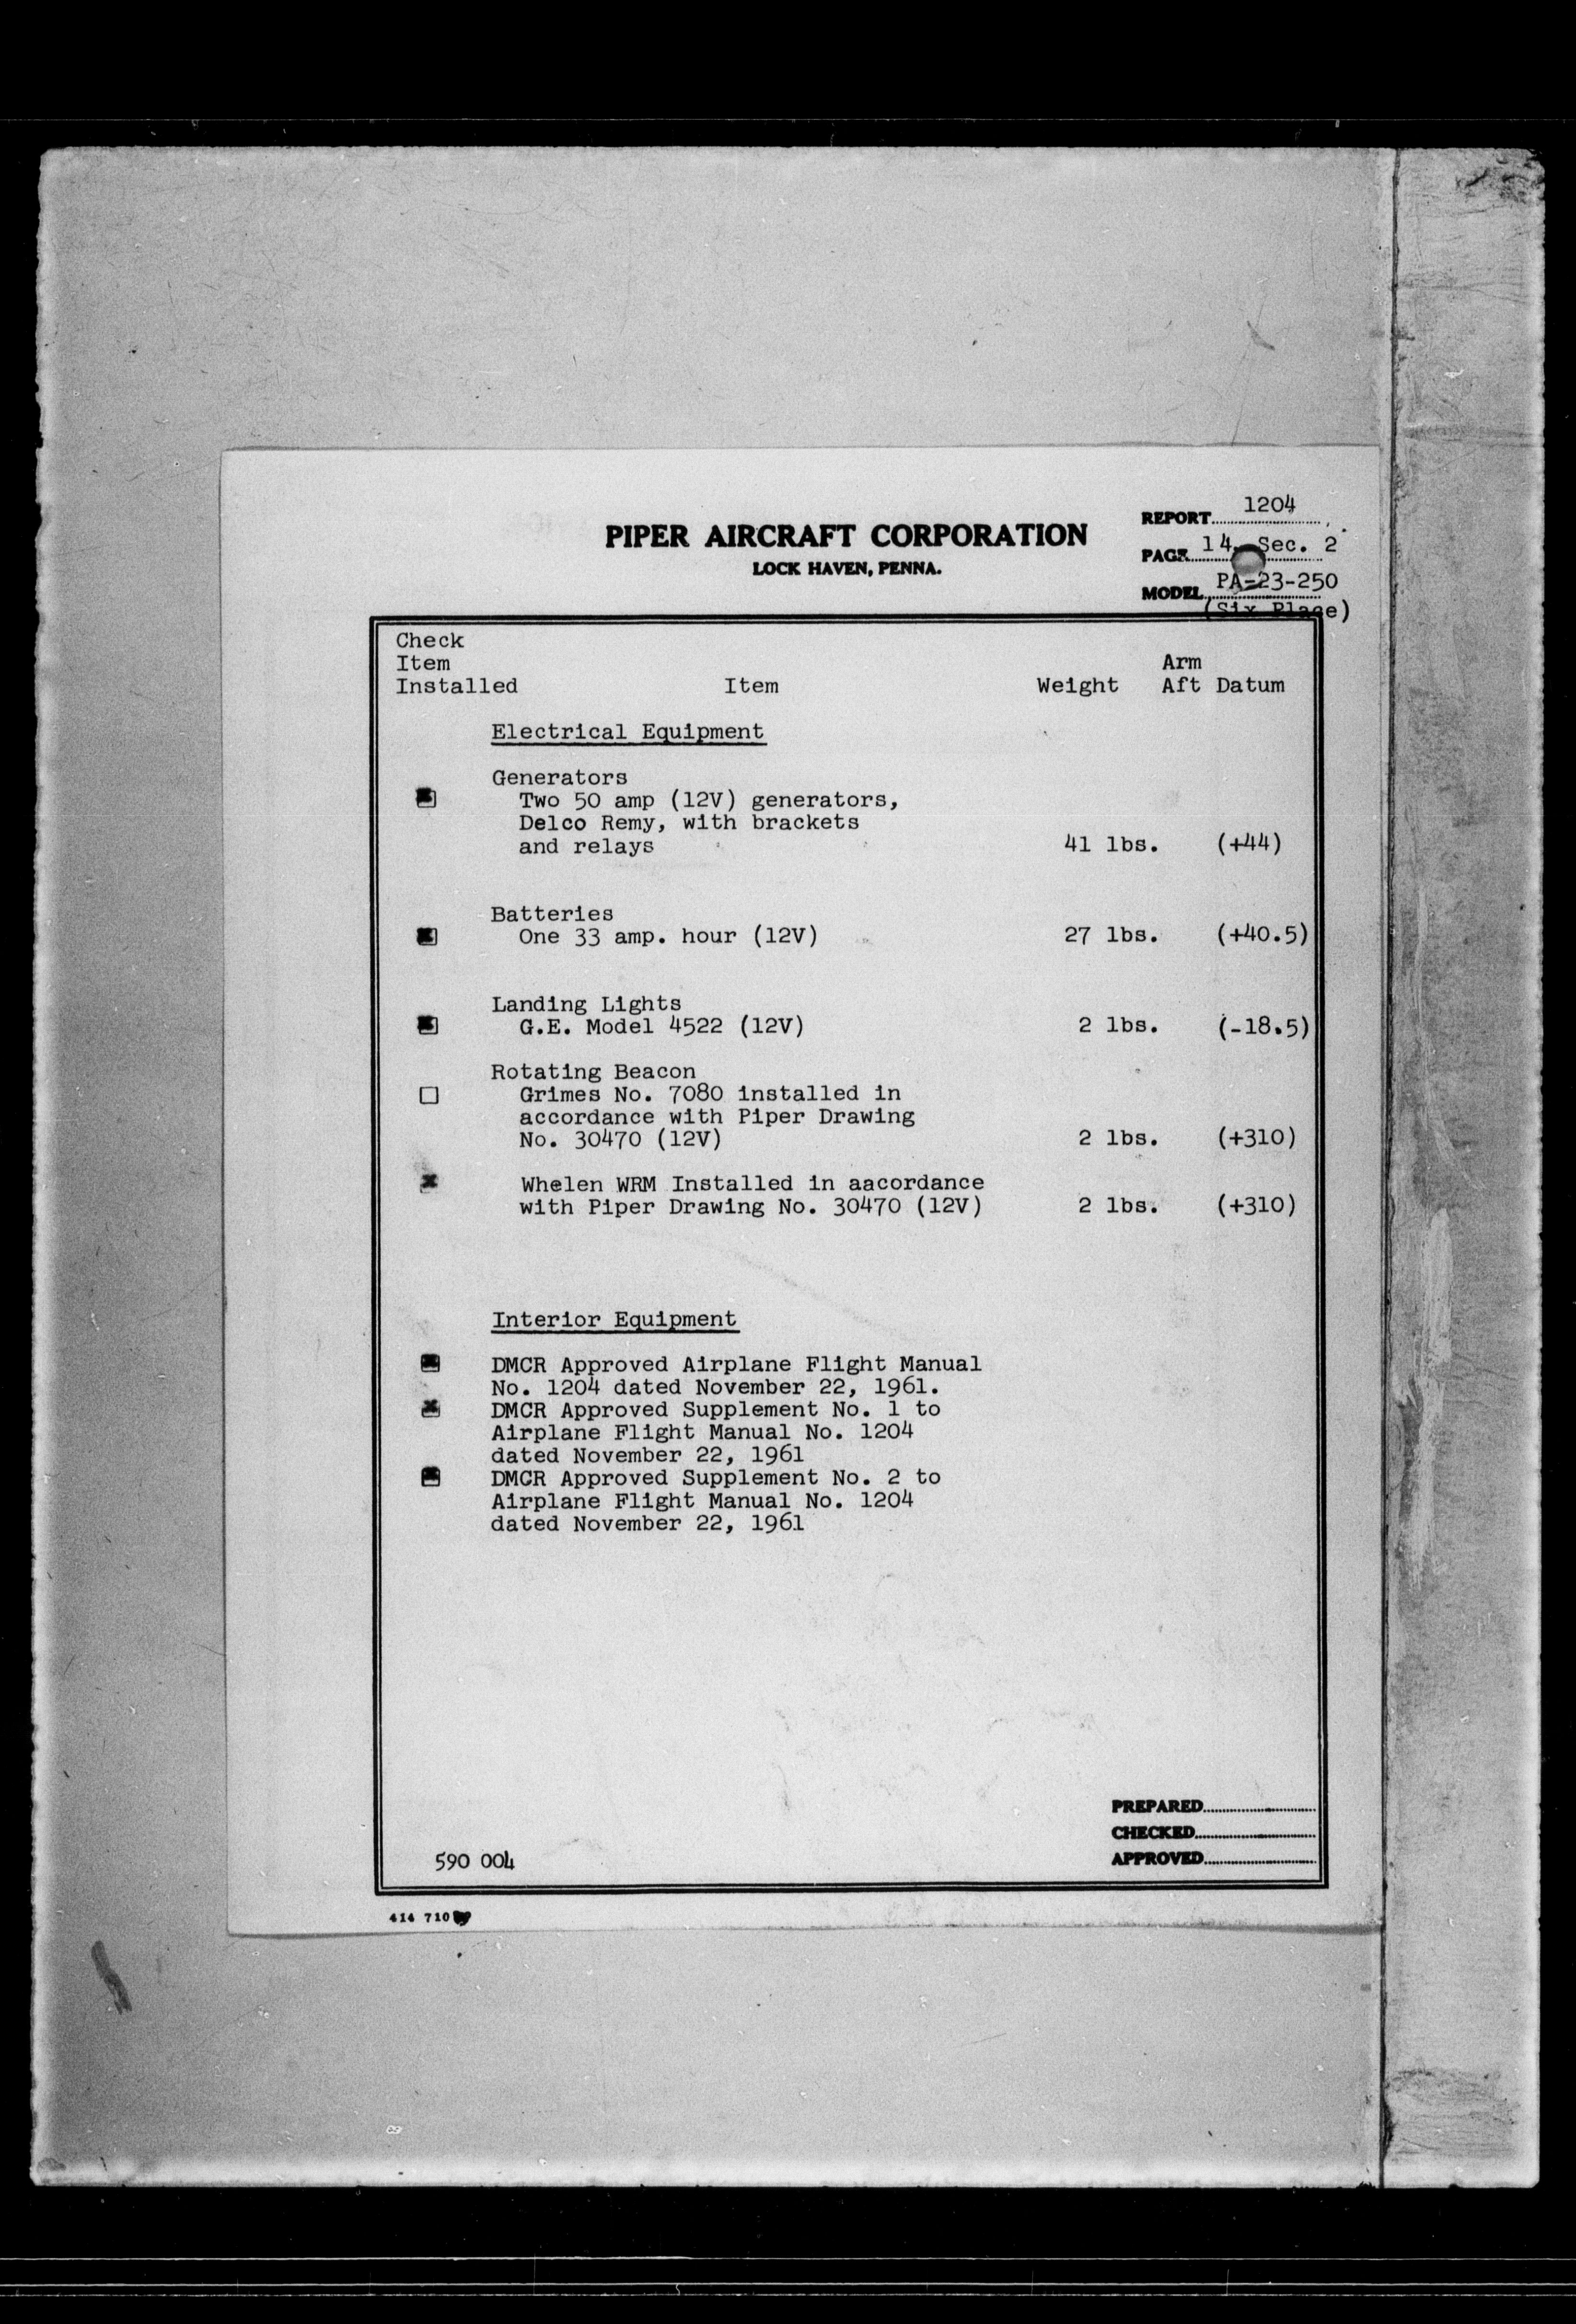 PIPER AIRCRAFT CORPORATION
LOCK HAVEN, PENNA.
REPORT 1204
PAGE 14, Sec. 2
MODEL PA-23-250
(Six Place)
Check
Item Arm
Installed Item Weight Aft Datum
Electrical Equipment
Generators
Two 50 amp (12V) generators,
Delco Remy, with brackets
and relays 41 lbs. (+44)
Batteries
One 33 amp. hour (12V) 27 lbs. (+40.5)
Landing Lights
G.E. Model 4522 (12V) 2 lbs. (-18.5)
Rotating Beacon
Grimes No. 7080 installed in
accordance with Piper Drawing
No. 30470 (12V) 2 lbs. (+310)
Whelen WRM Installed in aacordance
with Piper Drawing No. 30470 (12V) 2 lbs. (+310)
Interior Equipment
DMCR Approved Airplane Flight Manual
No. 1204 dated November 22, 1961.
DMCR Approved Supplement No. 1 to
Airplane Flight Manual No. 1204
dated November 22, 1961
DMCR Approved Supplement No. 2 to
Airplane Flight Manual No. 1204
dated November 22, 1961
PREPARED
CHECKED
APPROVED
590 004
414 710